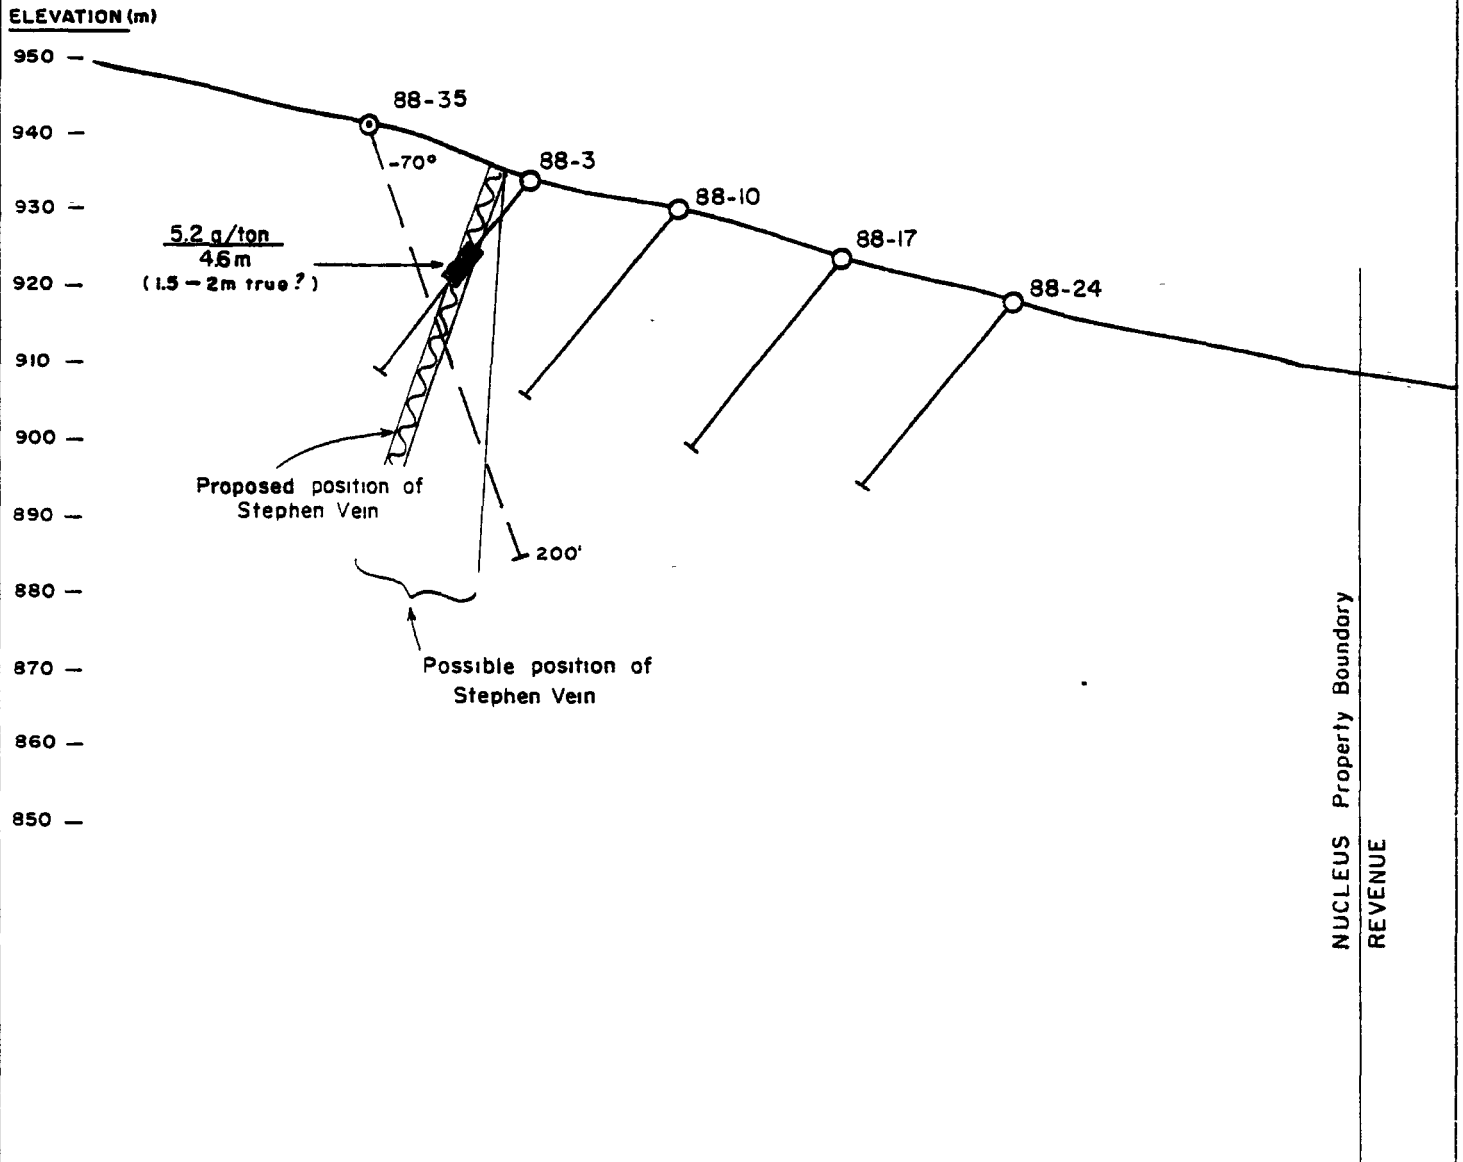 ELEVATION (m)
950
940
930
920
910
900
890
880
870
860
850
88-35
-70°
88-3
88-10
88-17
88-24
5.2 g/ton
4.6m
(1.5 - 2m true?)
Proposed position of
Stephen Vein
200'
Possible position of
Stephen Vein
NUCLEUS Property Boundary
REVENUE